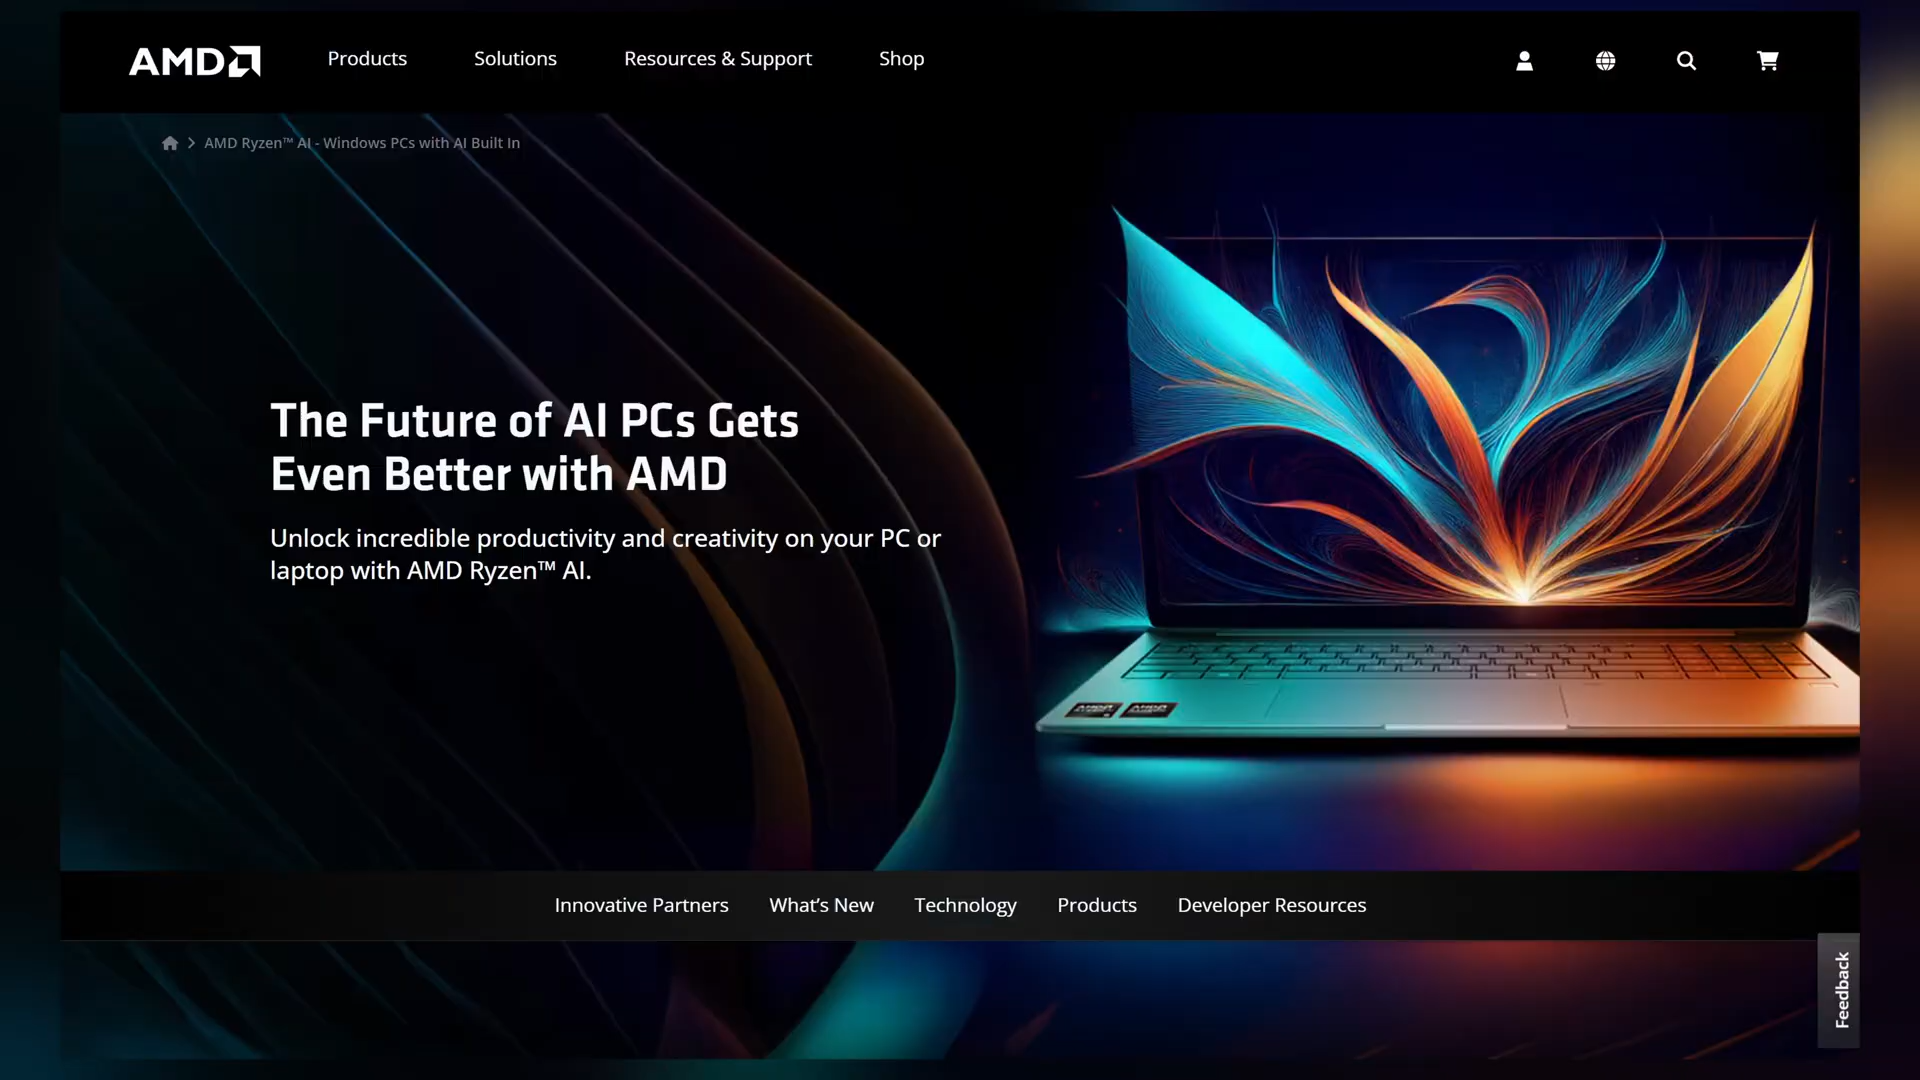 AMD
Products
Solutions
Resources & Support
Shop
AMD Ryzen™ AI - Windows PCs with AI Built In
The Future of AI PCs Gets
Even Better with AMD
Unlock incredible productivity and creativity on your PC or
laptop with AMD Ryzen™ AI.
AMD
AMD
Innovative Partners
What's New
Technology
Products
Developer Resources
Feedback